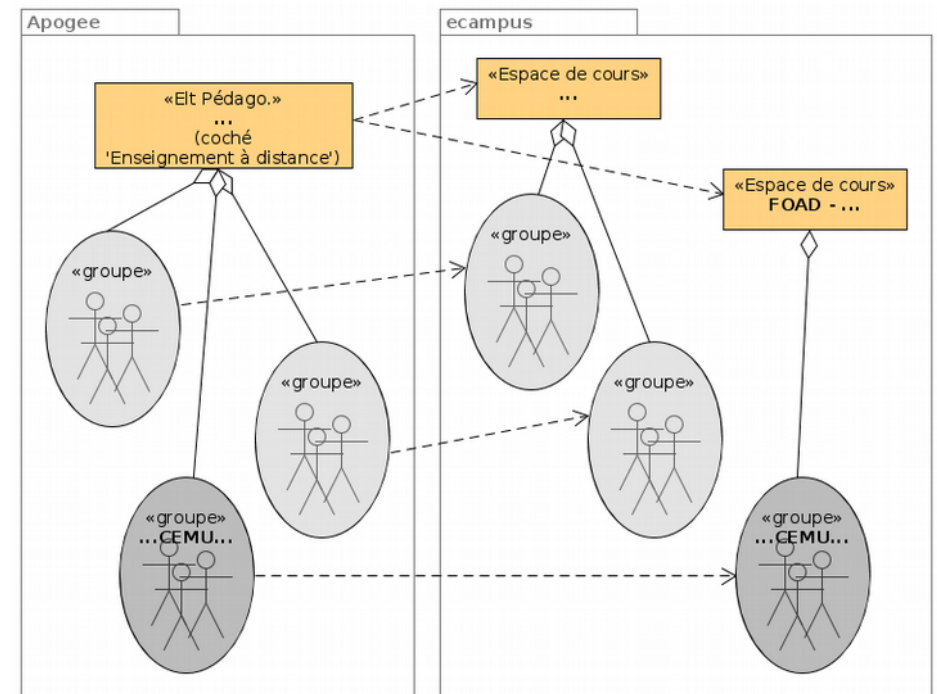 Apogee
ecampus
«Elt Pédago.»
...
(coché
'Enseignement à distance')
«Espace de cours»
...
«Espace de cours»
FOAD - ...
«groupe»
«groupe»
«groupe»
...CEMU...
«groupe»
«groupe»
«groupe»
...CEMU...